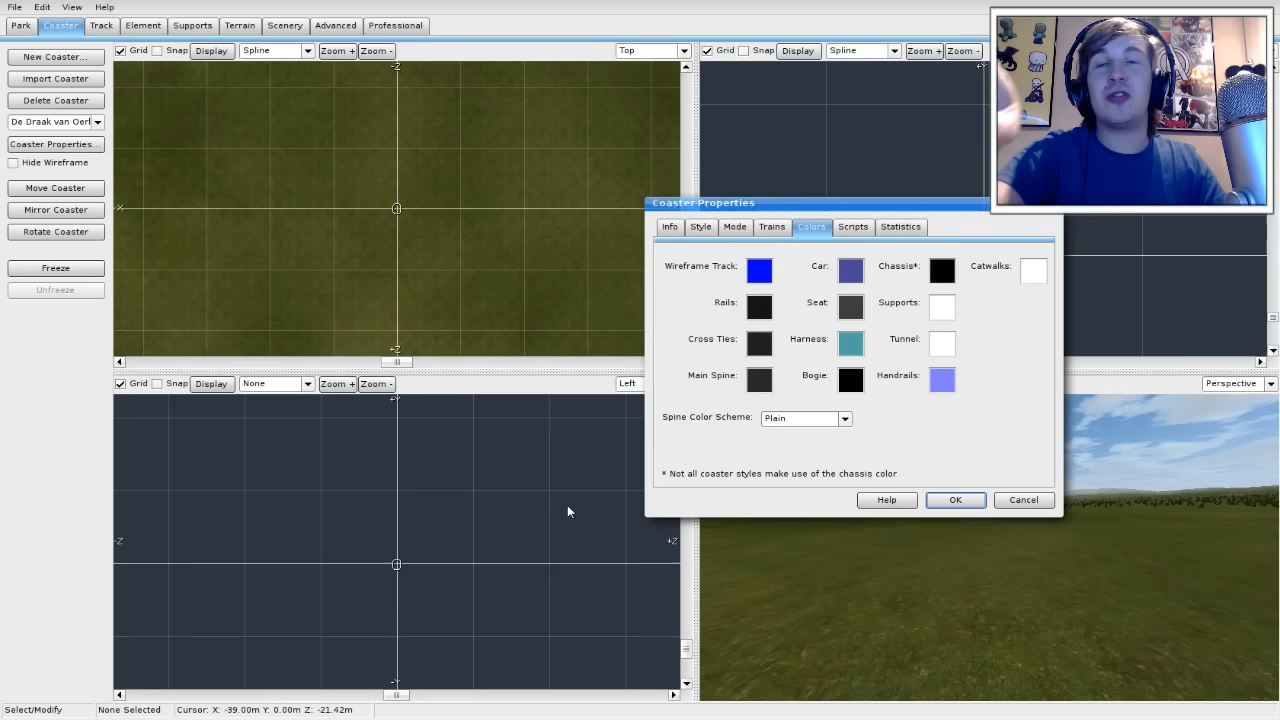 File Edit View Help
Park Coaster Track Element Supports Terrain Scenery Advanced Professional
New Coaster...
Import Coaster
Delete Coaster
De Draak van Oerl
Coaster Properties...
Hide Wireframe
Move Coaster
Mirror Coaster
Rotate Coaster
Freeze
Unfreeze
Grid Snap Display Spline Zoom + Zoom - Top
-Z
-X
+Z
Grid Snap Display Spline Zoom + Zoom -
+Y
Coaster Properties
Info Style Mode Trains Colors Scripts Statistics
Wireframe Track: Car: Chassis*: Catwalks:
Rails: Seat: Supports:
Cross Ties: Harness: Tunnel:
Main Spine: Bogie: Handrails:
Spine Color Scheme: Plain
* Not all coaster styles make use of the chassis color
Help OK Cancel
Grid Snap Display None Zoom + Zoom - Left
+Y
-Z +Z
-Y
Perspective
Select/Modify None Selected Cursor: X: -39.00m Y: 0.00m Z: -21.42m